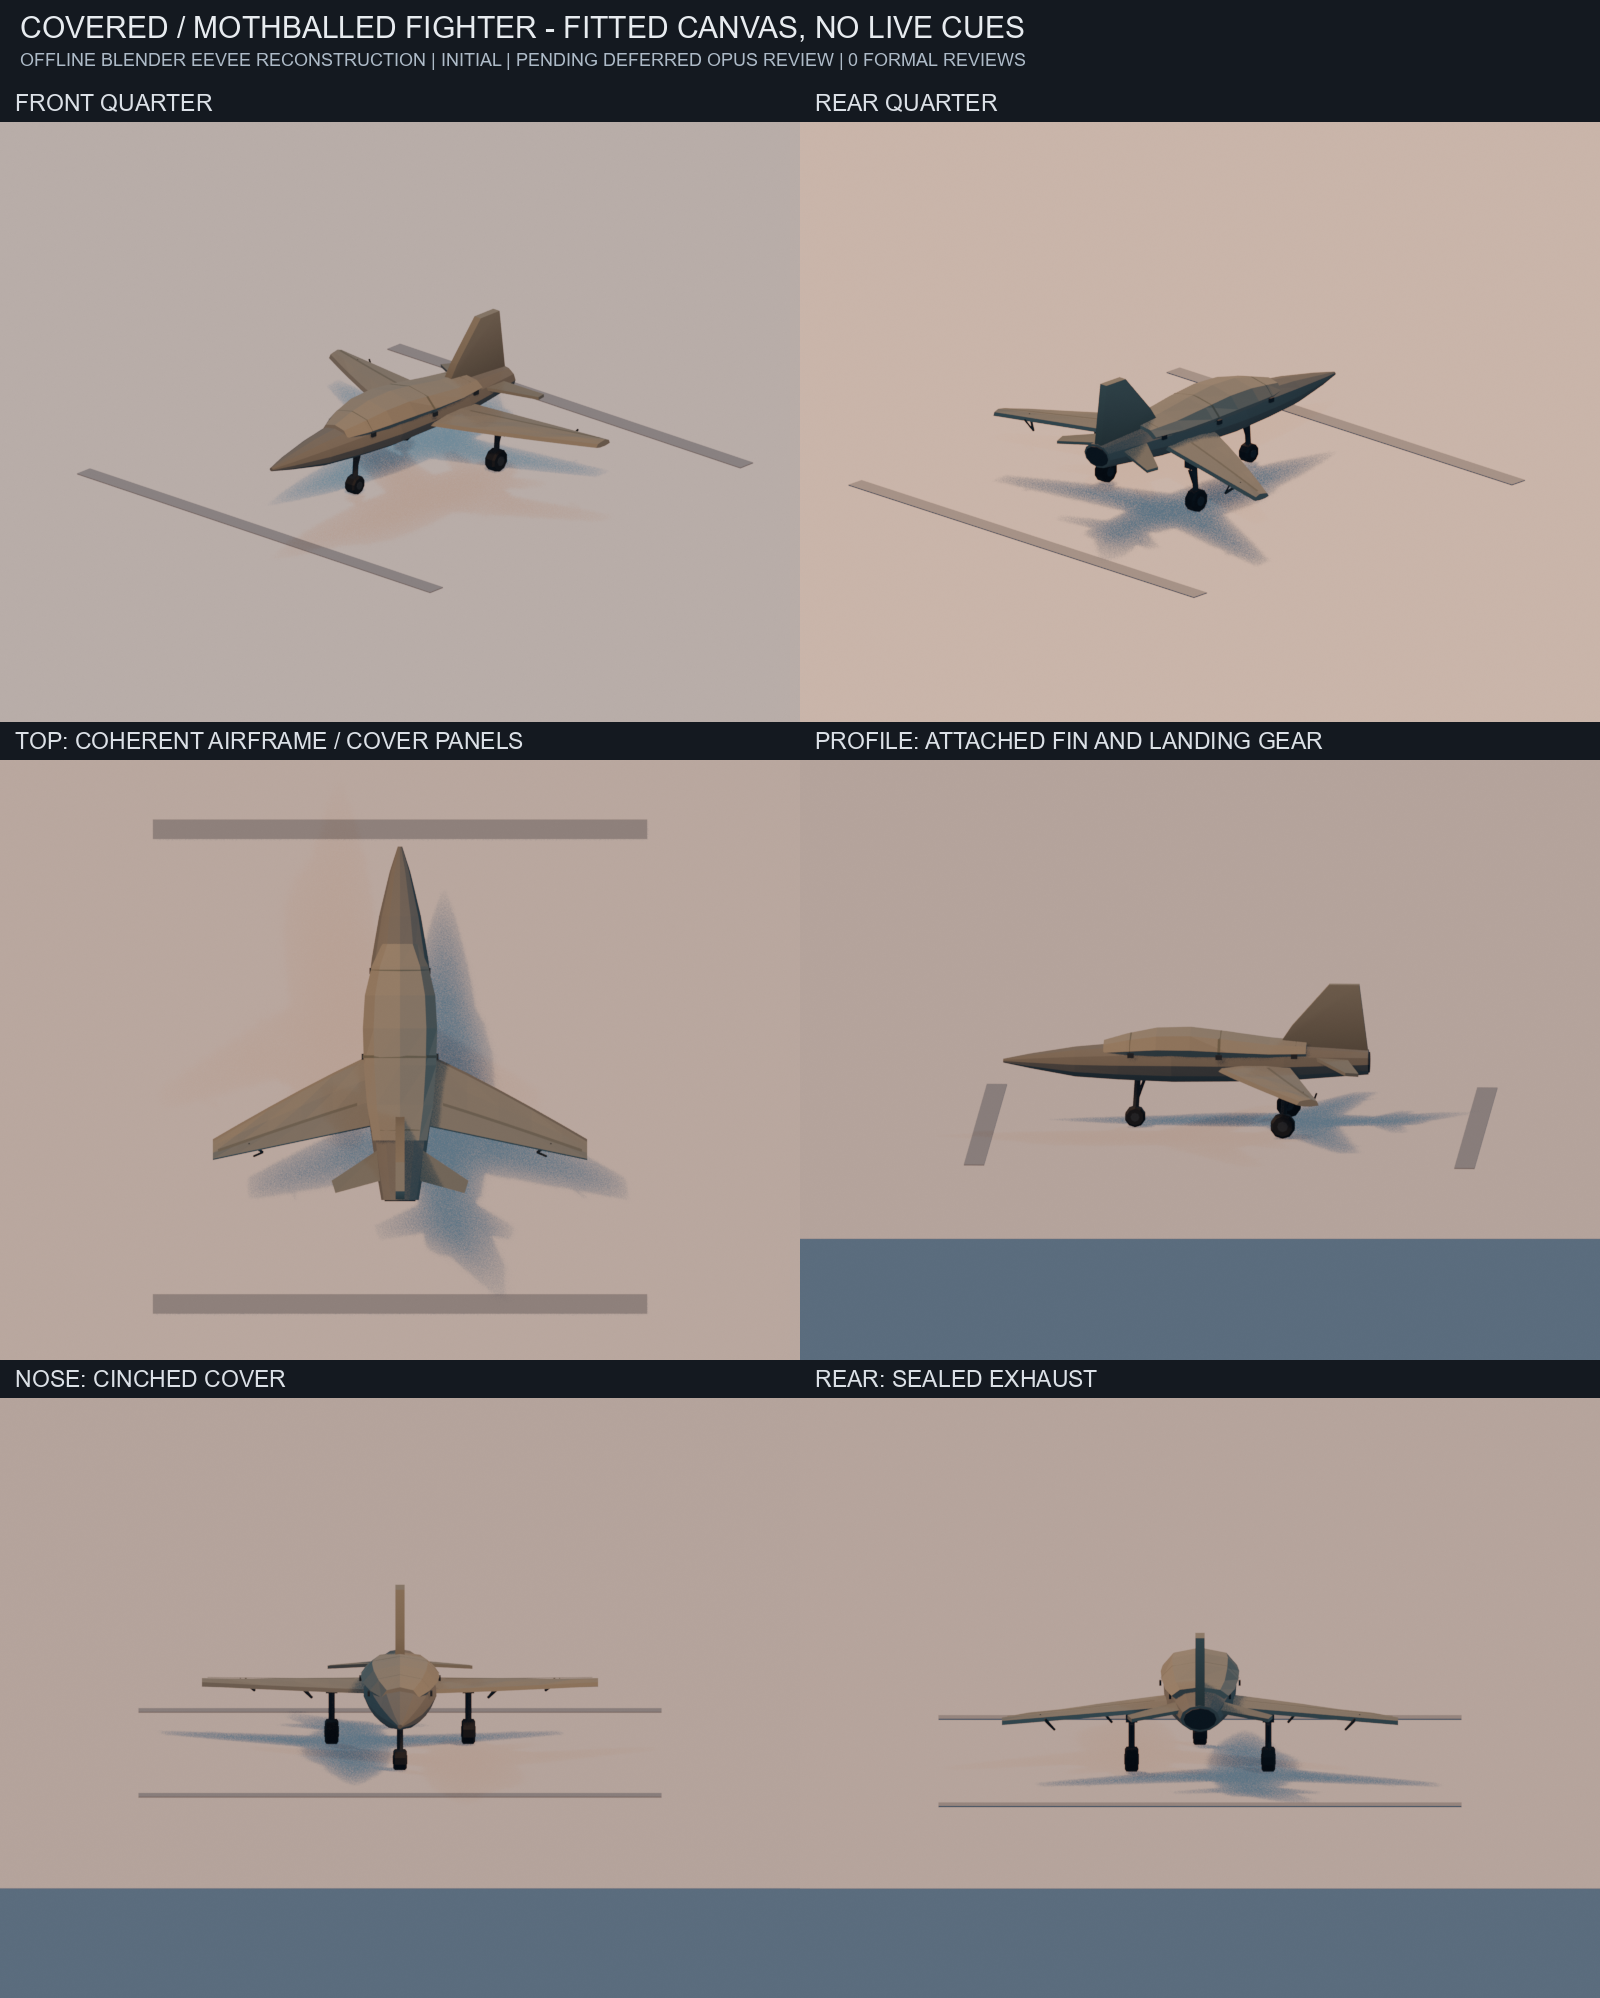 COVERED / MOTHBALLED FIGHTER - FITTED CANVAS, NO LIVE CUES
OFFLINE BLENDER EEVEE RECONSTRUCTION | INITIAL | PENDING DEFERRED OPUS REVIEW | 0 FORMAL REVIEWS
FRONT QUARTER
REAR QUARTER
TOP: COHERENT AIRFRAME / COVER PANELS
PROFILE: ATTACHED FIN AND LANDING GEAR
NOSE: CINCHED COVER
REAR: SEALED EXHAUST